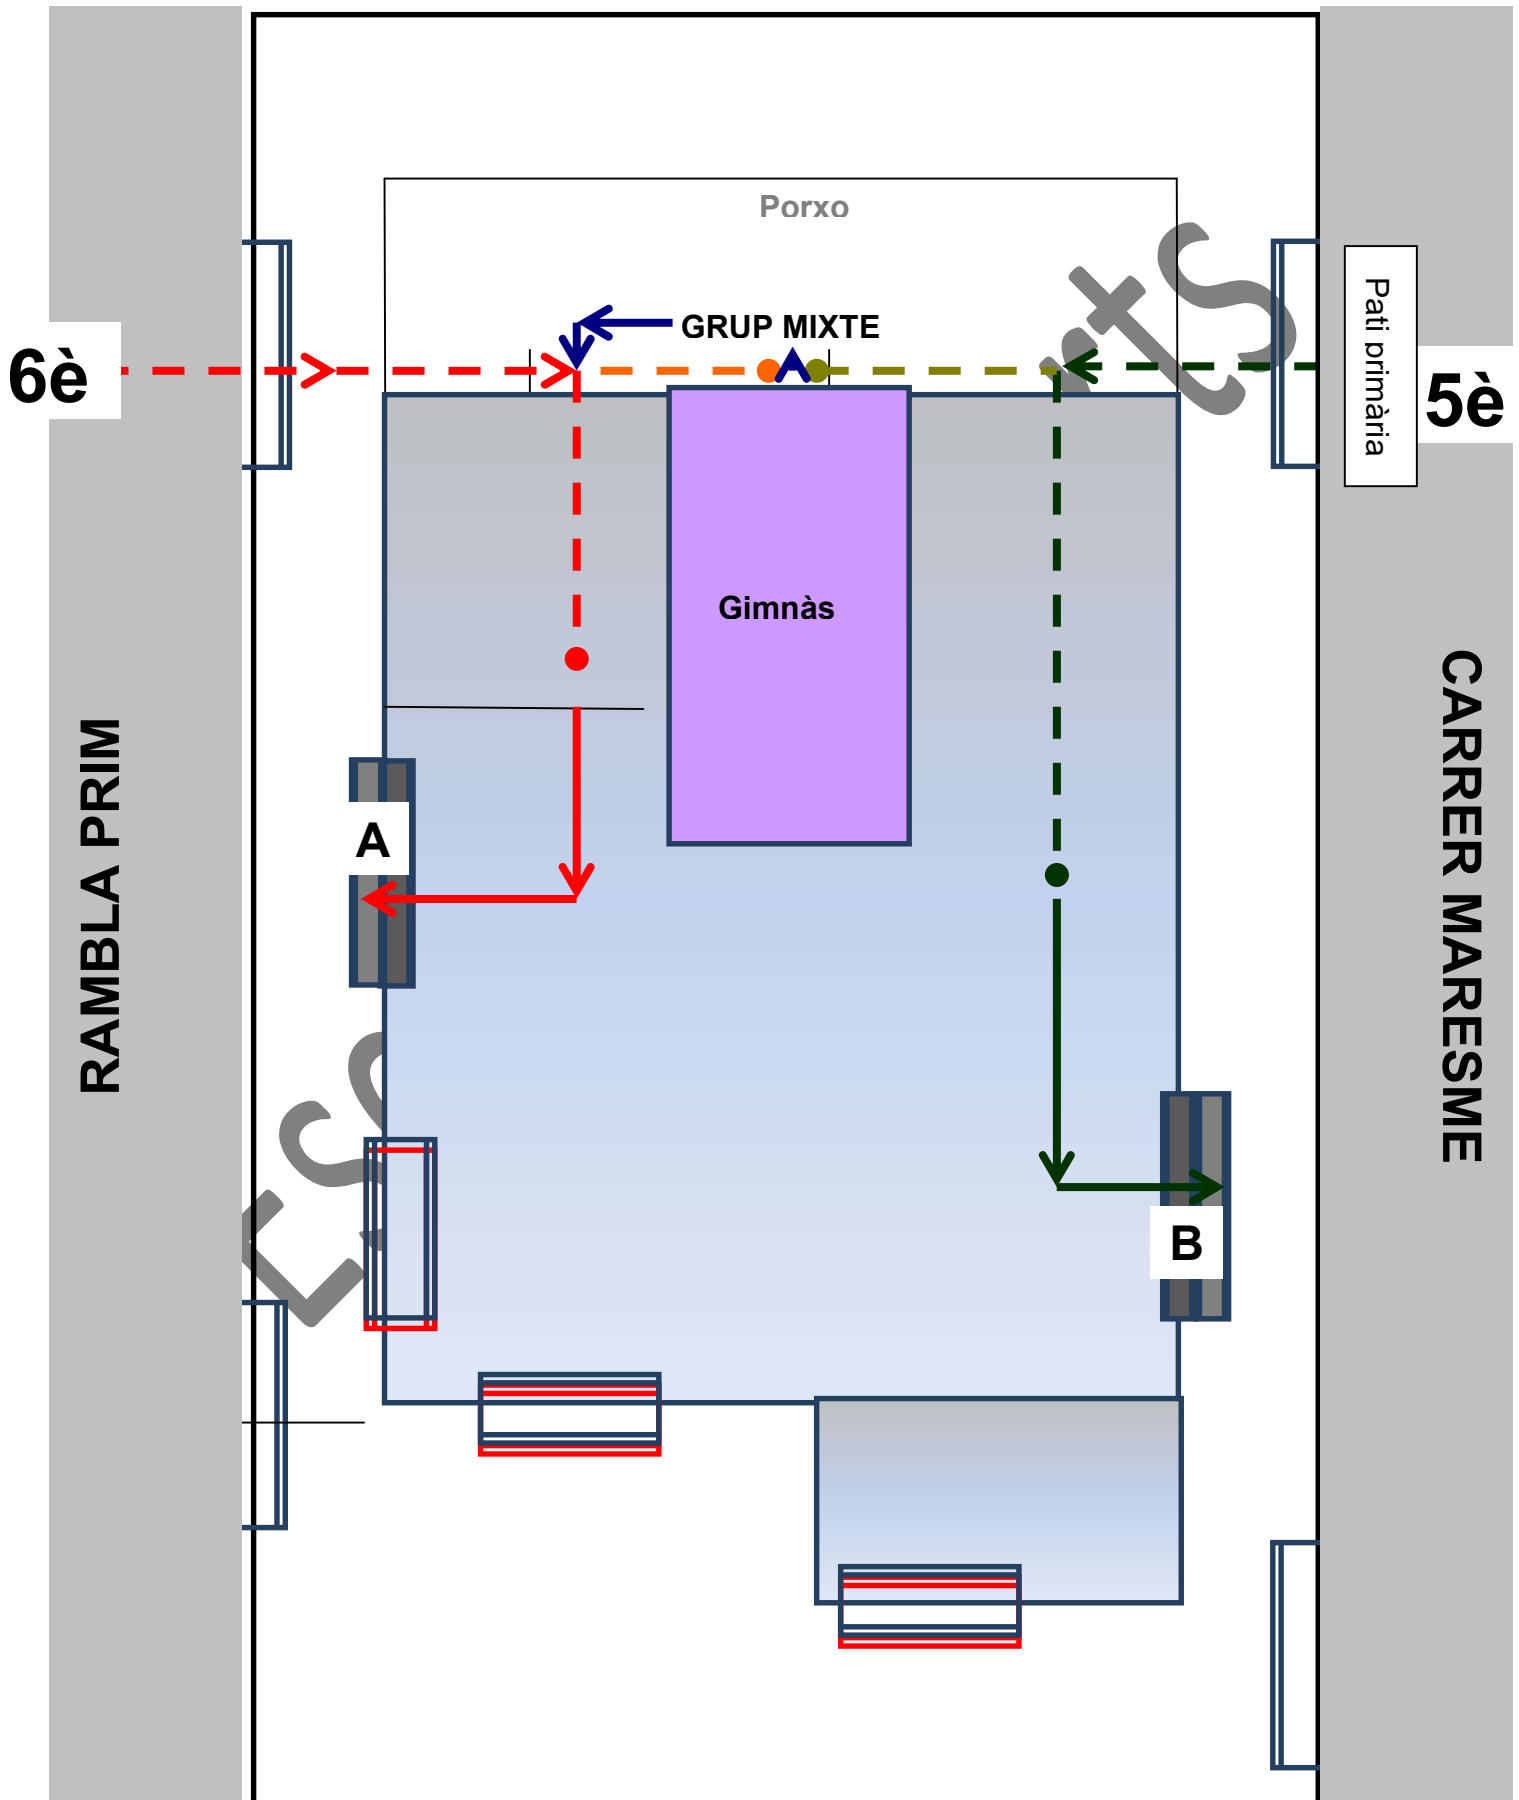 Porxo
GRUP MIXTE
6è
Pati primària
5è
Gimnàs
RAMBLA PRIM
CARRER MARESME
A
B